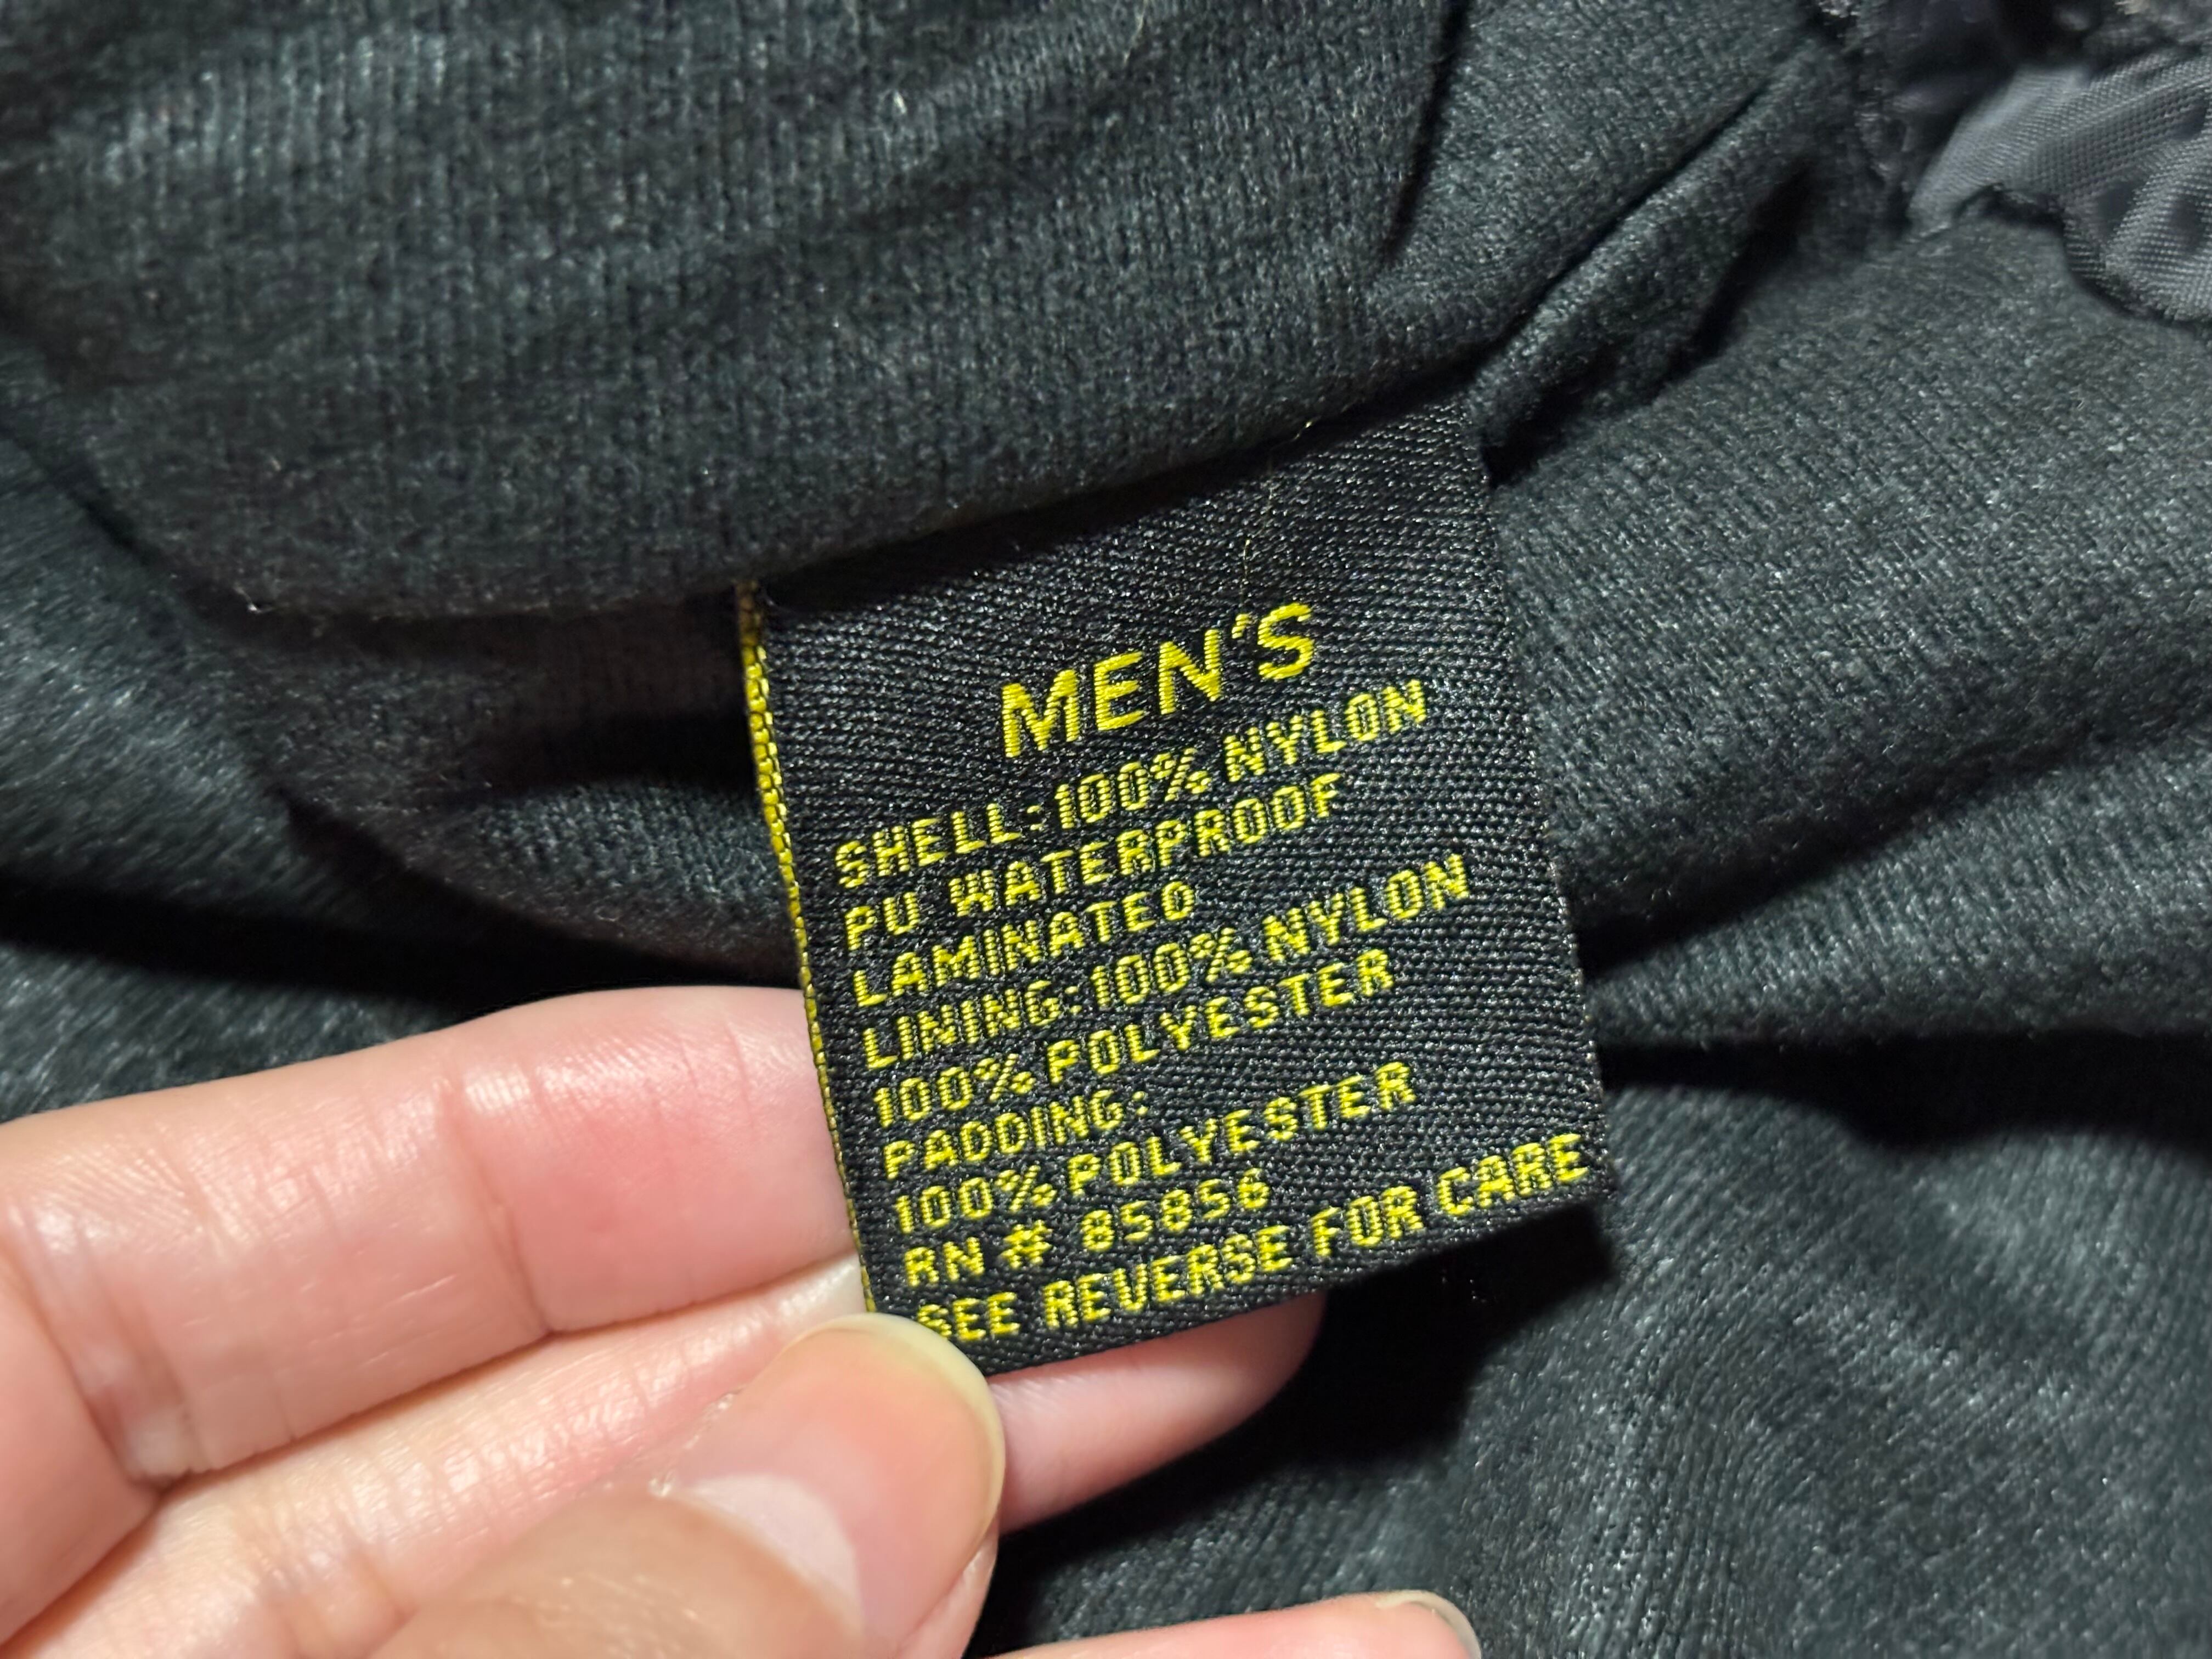 MEN'S
SHELL:100% NYLON
PU WATERPROOF
LAMINATED
LINING:100% NYLON
100% POLYESTER
PADDING:
100% POLYESTER
RN# 85856
SEE REVERSE FOR CARE